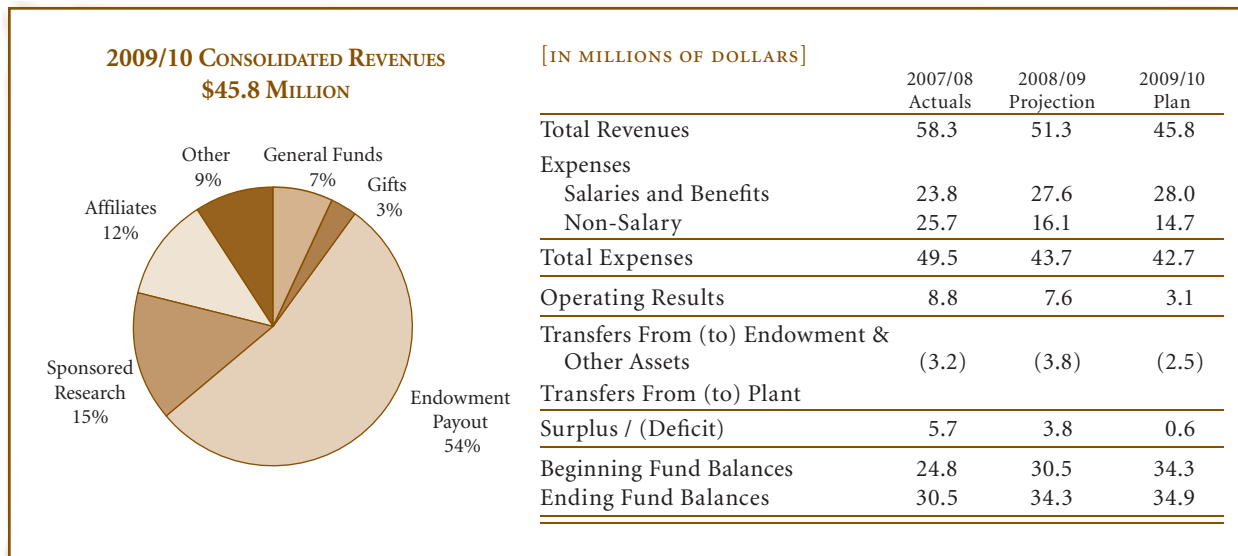 2009/10 Consolidated Revenues
$45.8 Million
Other
9%
General Funds
7%
Gifts
3%
Affiliates
12%
Sponsored
Research
15%
Endowment
Payout
54%
[in millions of dollars]
2007/08 2008/09 2009/10
Actuals Projection Plan
Total Revenues 58.3 51.3 45.8
Expenses
Salaries and Benefits 23.8 27.6 28.0
Non-Salary 25.7 16.1 14.7
Total Expenses 49.5 43.7 42.7
Operating Results 8.8 7.6 3.1
Transfers From (to) Endowment &
Other Assets (3.2) (3.8) (2.5)
Transfers From (to) Plant
Surplus / (Deficit) 5.7 3.8 0.6
Beginning Fund Balances 24.8 30.5 34.3
Ending Fund Balances 30.5 34.3 34.9